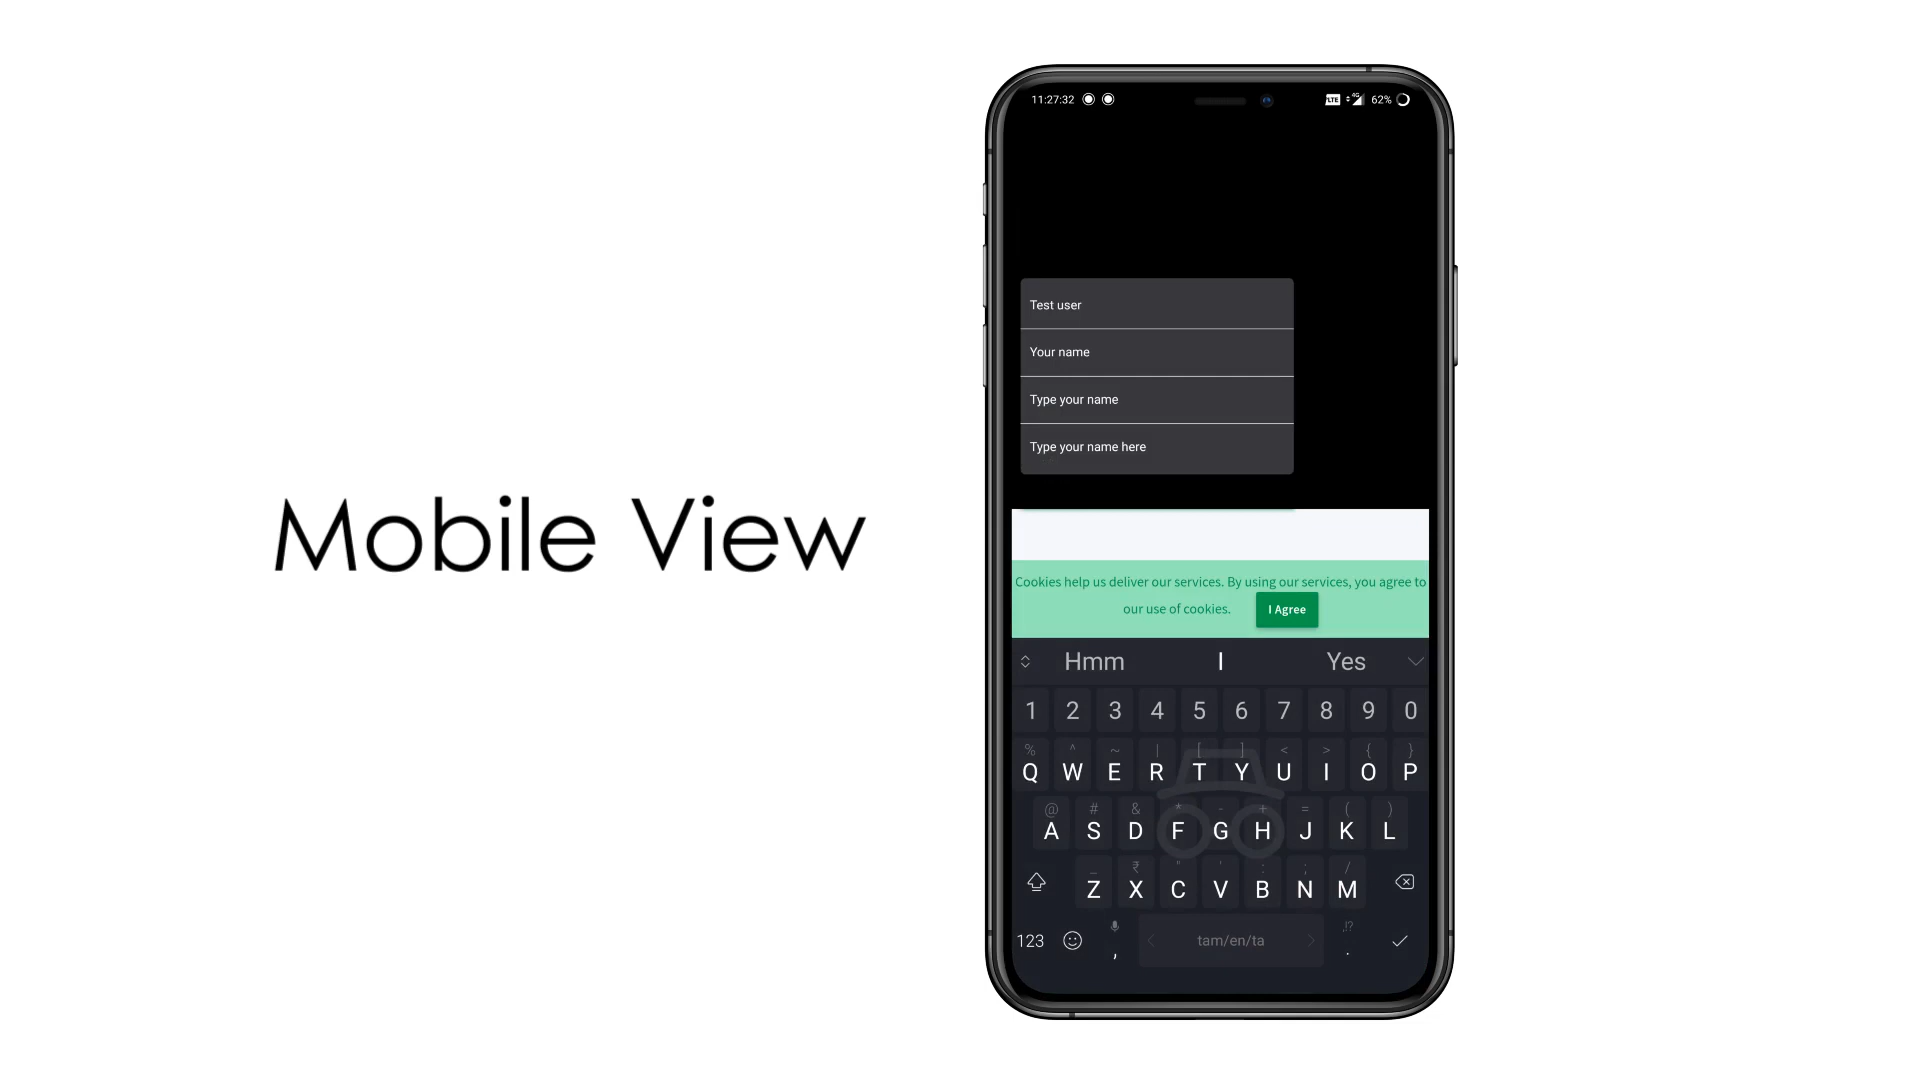 Mobile View
11:27:32 LTE 4G 62%
Test user
Your name
Type your name
Type your name here
Cookies help us deliver our services. By using our services, you agree to
our use of cookies. I Agree
Hmm I Yes
1 2 3 4 5 6 7 8 9 0
% ^ ~ | [ ] < > { }
Q W E R T Y U I O P
@ # & * - + = ( )
A S D F G H J K L
_ ₹ " ' : ; /
Z X C V B N M
,!?
123 , tam/en/ta .